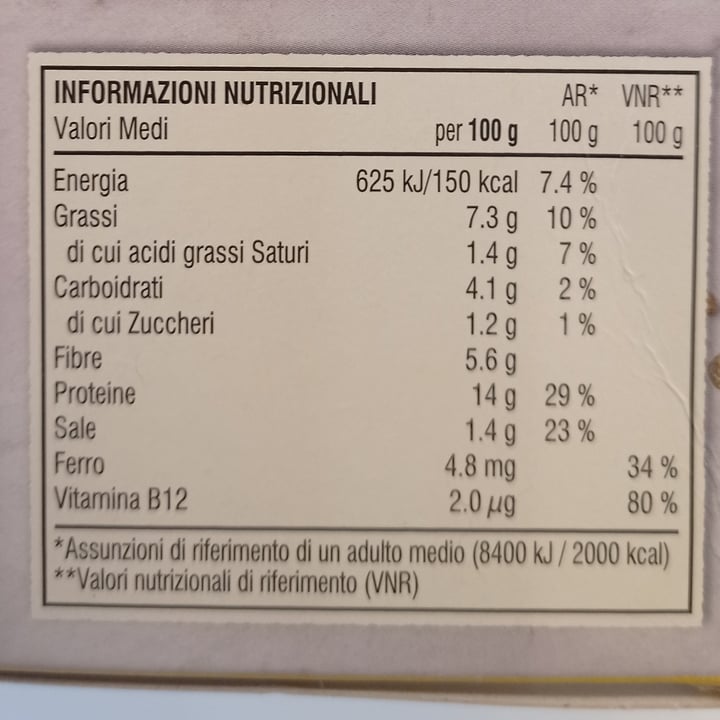 INFORMAZIONI NUTRIZIONALI AR* VNR**
Valori Medi per 100 g 100 g 100 g
Energia 625 kJ/150 kcal 7.4 %
Grassi 7.3 g 10 %
di cui acidi grassi Saturi 1.4 g 7 %
Carboidrati 4.1 g 2 %
di cui Zuccheri 1.2 g 1 %
Fibre 5.6 g
Proteine 14 g 29 %
Sale 1.4 g 23 %
Ferro 4.8 mg 34 %
Vitamina B12 2.0 µg 80 %
*Assunzioni di riferimento di un adulto medio (8400 kJ / 2000 kcal)
**Valori nutrizionali di riferimento (VNR)